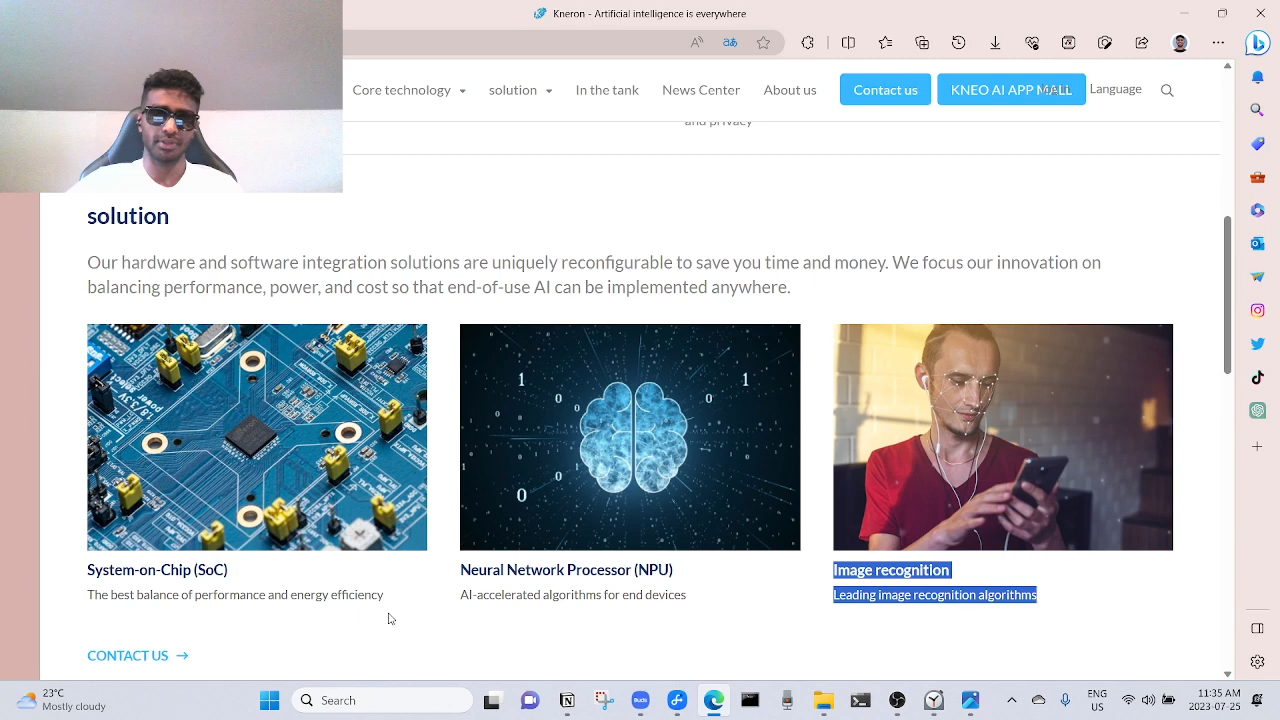 Kneron - Artificial intelligence is everywhere
Core technology
solution
In the tank
News Center
About us
Contact us
KNEO AI APP MALL
Language
and privacy
solution
Our hardware and software integration solutions are uniquely reconfigurable to save you time and money. We focus our innovation on
balancing performance, power, and cost so that end-of-use AI can be implemented anywhere.
System-on-Chip (SoC)
The best balance of performance and energy efficiency
Neural Network Processor (NPU)
AI-accelerated algorithms for end devices
Image recognition
Leading image recognition algorithms
CONTACT US →
23°C
Mostly cloudy
Search
ENG
US
11:35 AM
2023-07-25